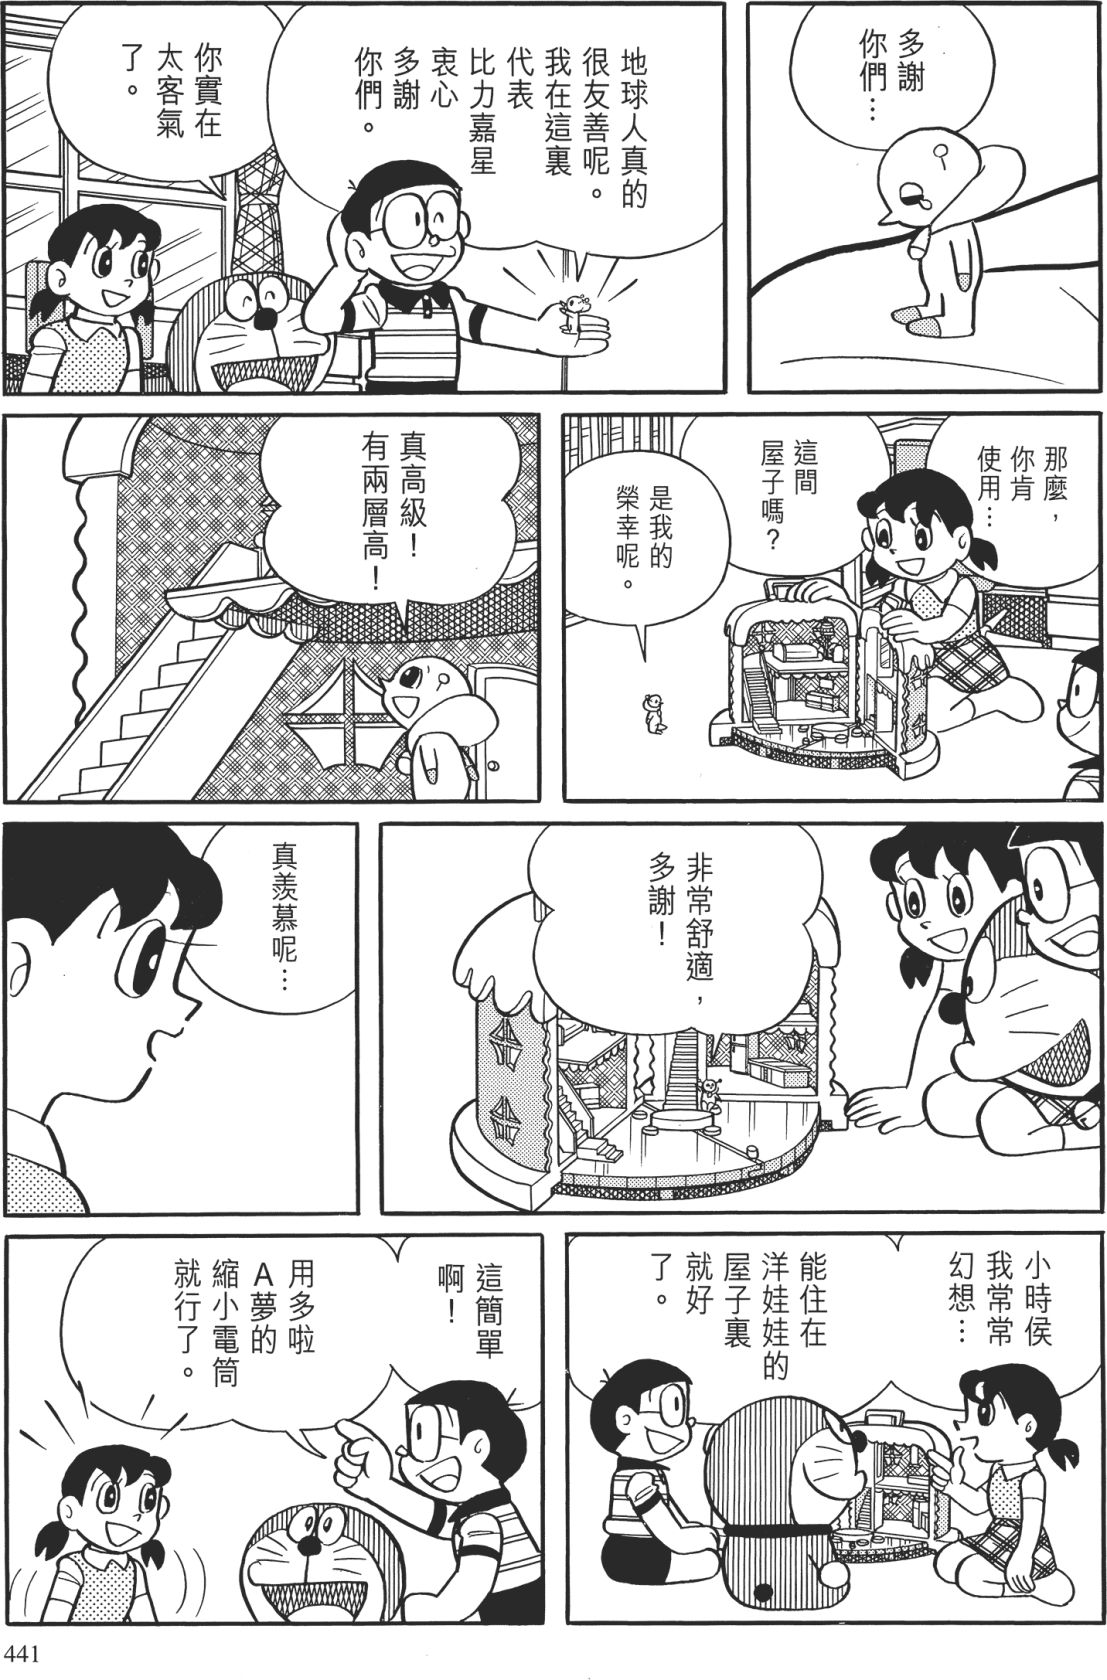 多謝
你們…
地球人真的
很友善呢。
我在這裏
代表
比力嘉星
衷心
多謝
你們。
你實在
太客氣
了。
那麼，
你肯
使用…
這間
屋子嗎？
是我的
榮幸呢。
真高級！
有兩層高！
非常舒適，
多謝！
真羨慕呢…
小時侯
我常常
幻想…
能住在
洋娃娃的
屋子裏
就好
了。
這簡單
啊！
用多啦
A夢的
縮小電筒
就行了。
441